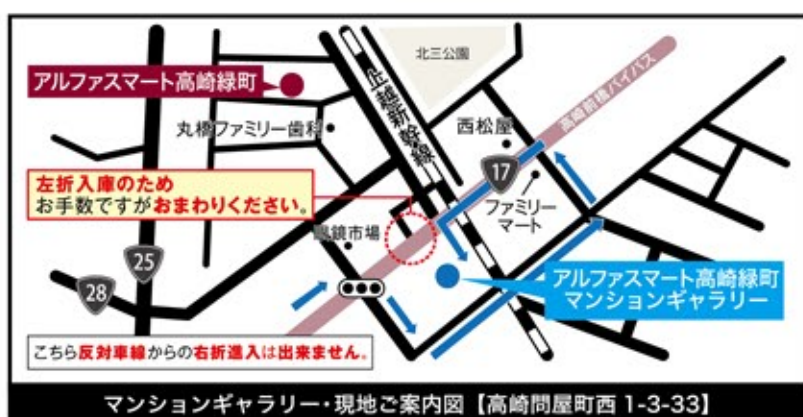 北三公園
アルファスマート高崎緑町
上越新幹線
高崎前橋バイパス
丸橋ファミリー歯科
西松屋
17
左折入庫のため
お手数ですがおまわりください。
ファミリー
マート
眼鏡市場
25
28
アルファスマート高崎緑町
マンションギャラリー
こちら反対車線からの右折進入は出来ません。
マンションギャラリー・現地ご案内図【高崎問屋町西1-3-33】